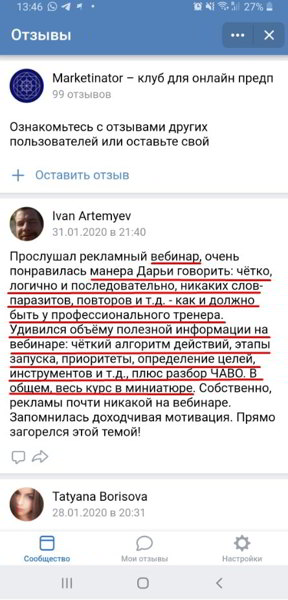 13:46
27%
Отзывы
Marketinator – клуб для онлайн предп
99 отзывов
Ознакомьтесь с отзывами других
пользователей или оставьте свой
+ Оставить отзыв
Ivan Artemyev
31.01.2020 в 21:40
Прослушал рекламный вебинар, очень
понравилась манера Дарьи говорить: чётко,
логично и последовательно, никаких слов-
паразитов, повторов и т.д. - как и должно
быть у профессионального тренера.
Удивился объёму полезной информации на
вебинаре: чёткий алгоритм действий, этапы
запуска, приоритеты, определение целей,
инструментов и т.д., плюс разбор ЧАВО. В
общем, весь курс в миниатюре. Собственно,
рекламы почти никакой на вебинаре.
Запомнилась доходчивая мотивация. Прямо
загорелся этой темой!
Tatyana Borisova
28.01.2020 в 20:31
Сообщество
Мои отзывы
Настройки